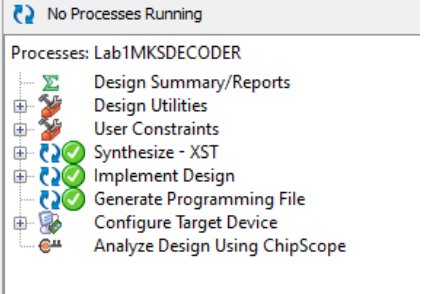 No Processes Running
Processes: Lab1MKSDECODER
Design Summary/Reports
Design Utilities
User Constraints
Synthesize - XST
Implement Design
Generate Programming File
Configure Target Device
Analyze Design Using ChipScope